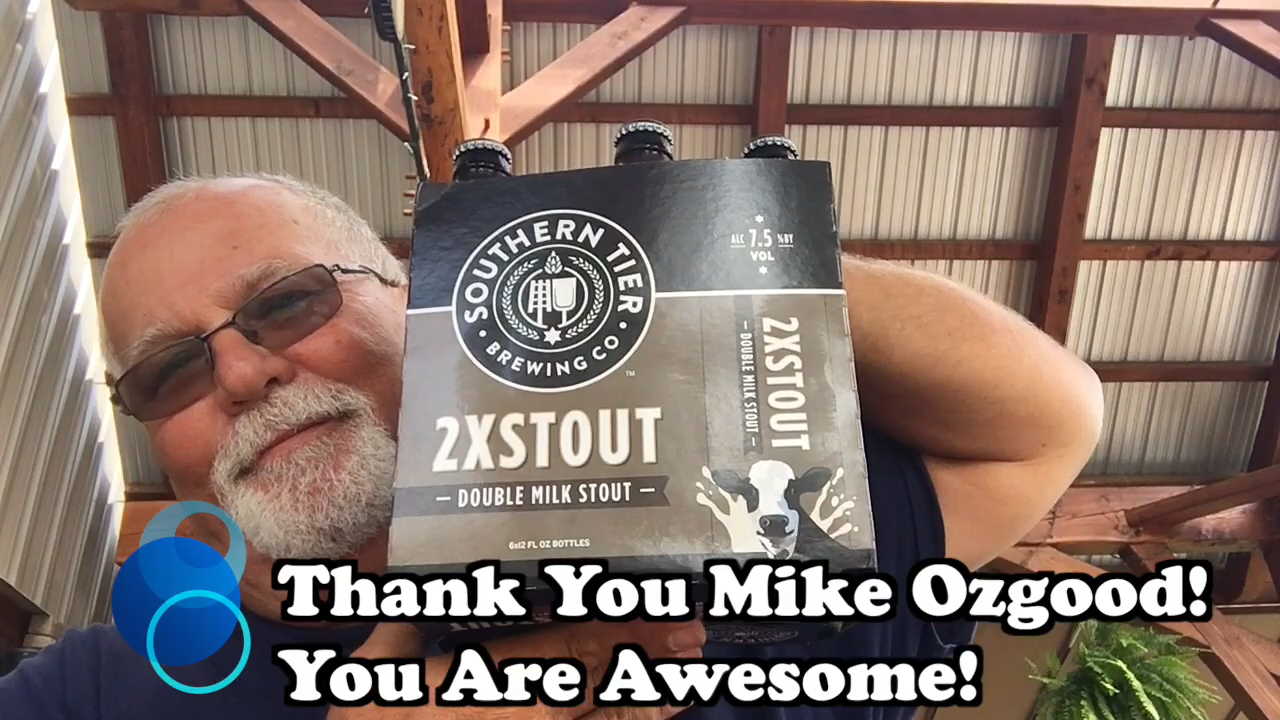 SOUTHERN TIER
BREWING CO
TM
ALC 7.5 %BY
VOL
2XSTOUT
DOUBLE MILK STOUT
2XSTOUT
– DOUBLE MILK STOUT –
6x12 FL OZ BOTTLES
Thank You Mike Ozgood!
You Are Awesome!